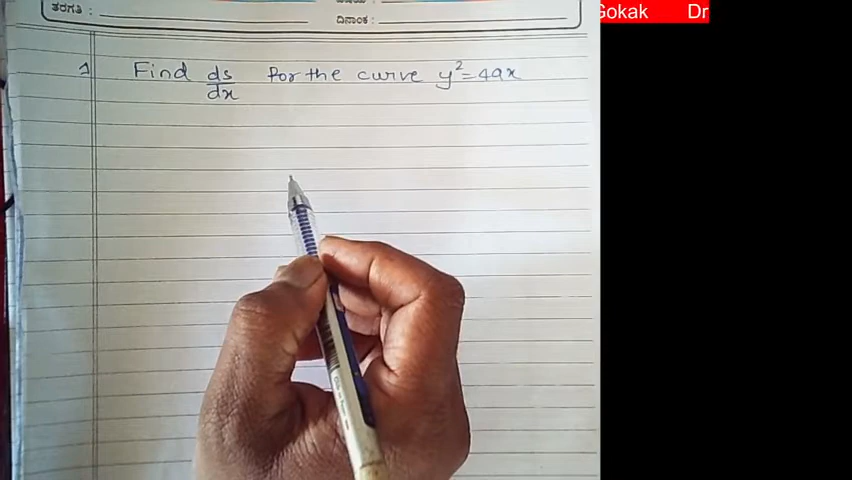 Gokak Dr
ತರಗತಿ :
ದಿನಾಂಕ :
1 Find ds/dx for the curve y² = 4ax